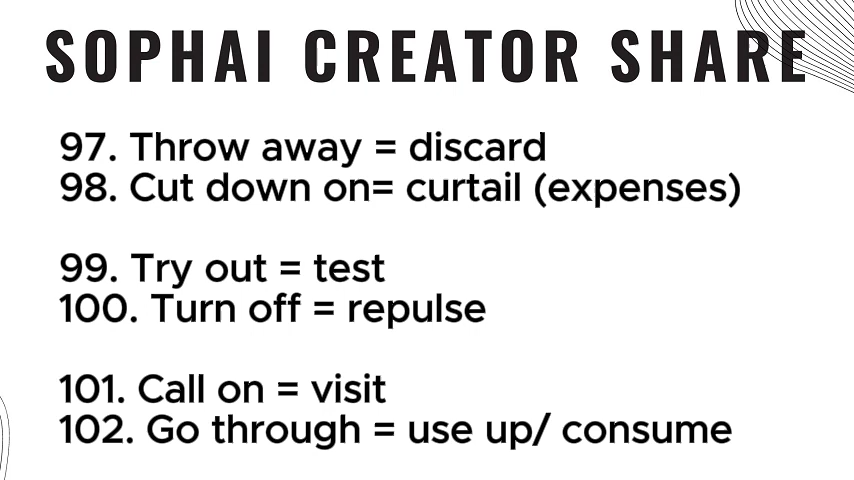 SOPHAI CREATOR SHARE
97. Throw away = discard
98. Cut down on= curtail (expenses)
99. Try out = test
100. Turn off = repulse
101. Call on = visit
102. Go through = use up/ consume